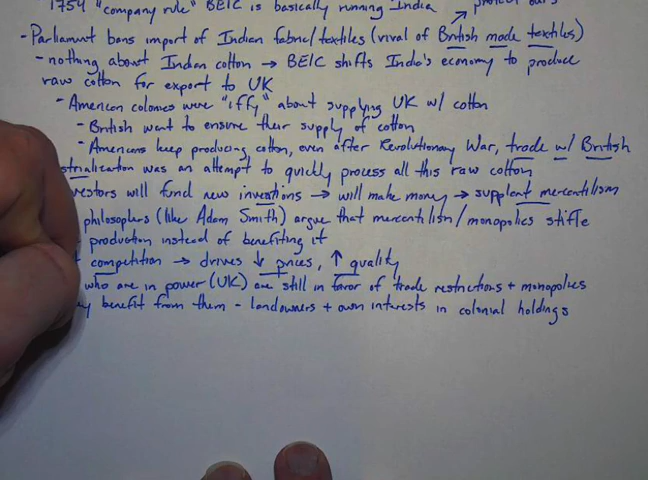 1754 "company rule" BEIC is basically running India
- Parliament bans import of Indian fabric/textiles (rival of British made textiles)
- nothing about Indian cotton → BEIC shifts India's economy to produce
raw cotton for export to UK
- American colonies were "iffy" about supplying UK w/ cotton
- British want to ensure their supply of cotton
- Americans keep producing cotton, even after Revolutionary War, trade w/ British
strialization was an attempt to quickly process all this raw cotton
vestors will fund new inventions → will make money → supplant mercantilism
philosophers (like Adam Smith) argue that mercantilism/monopolies stifle
production instead of benefiting it
competition → drives ↓ prices, ↑ quality
who are in power (UK) are still in favor of trade restrictions + monopolies
y benefit from them - landowners + own interests in colonial holdings